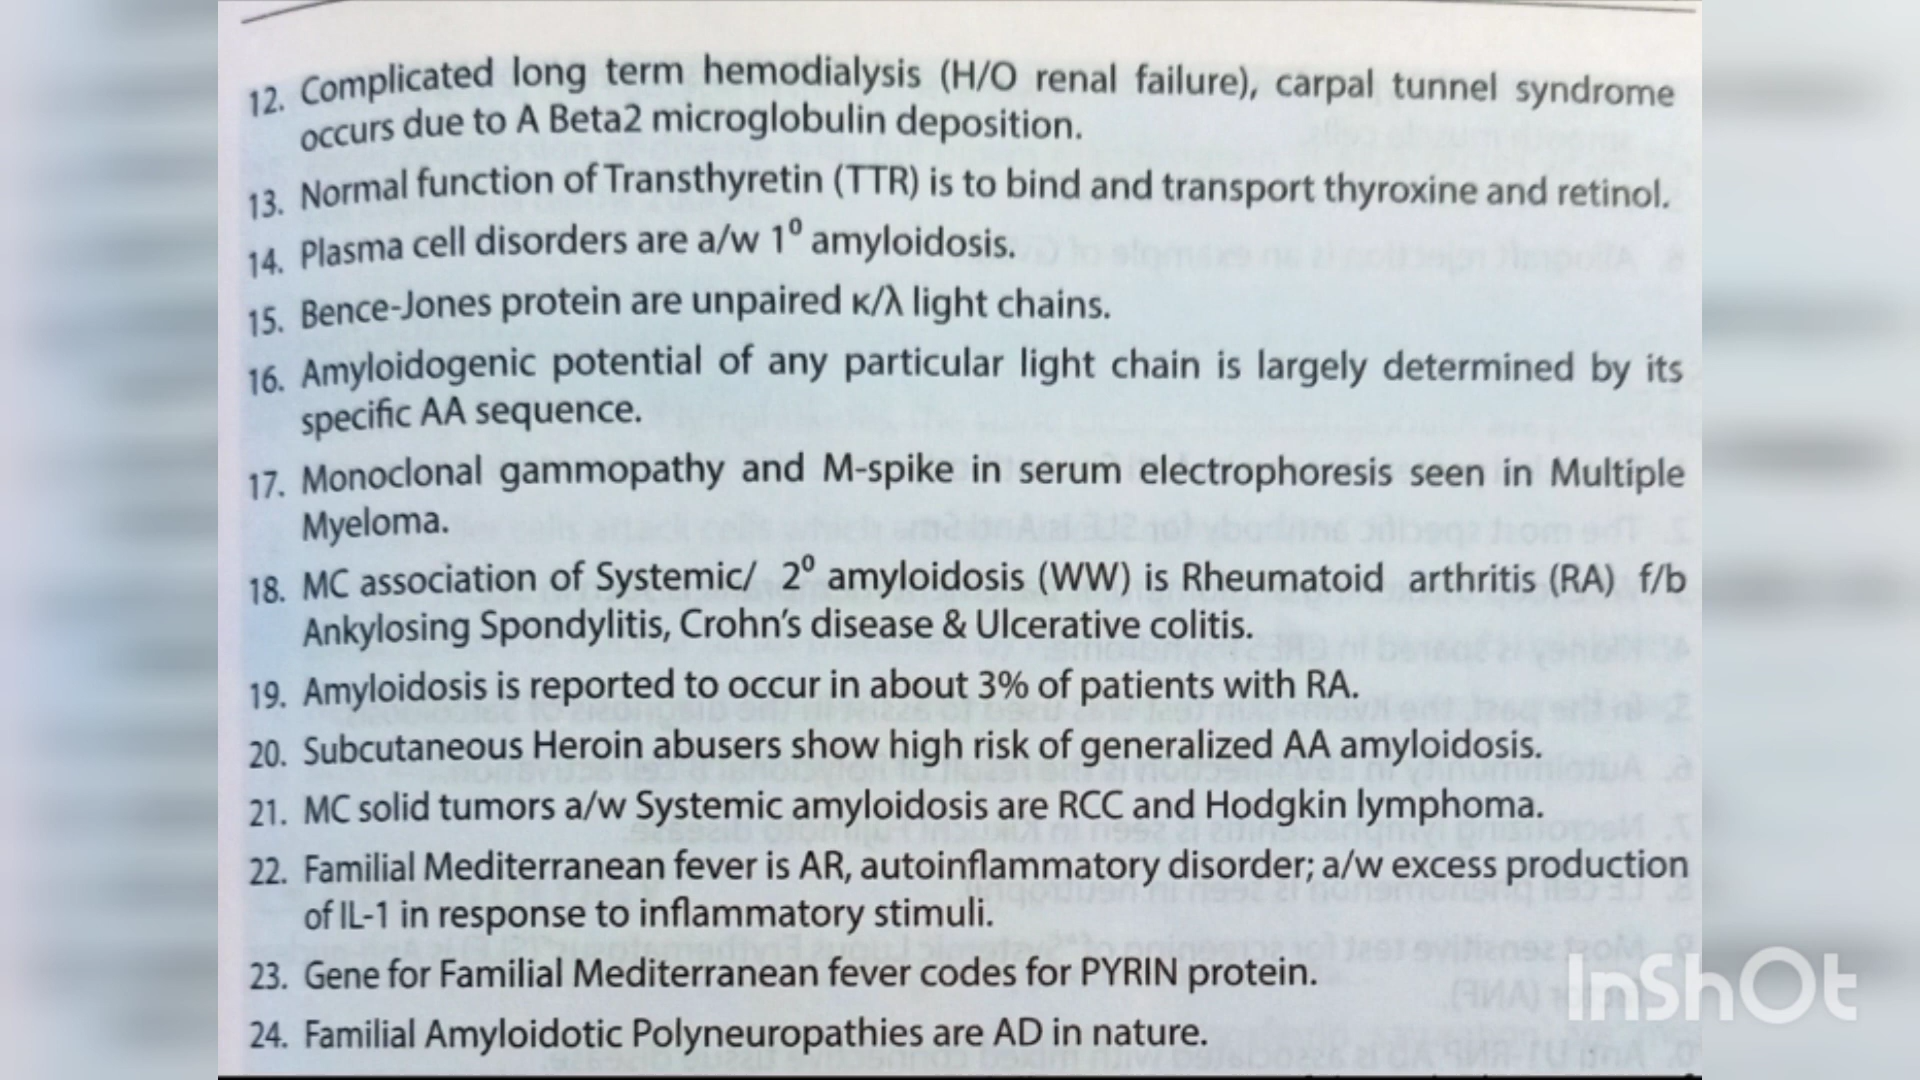 12. Complicated long term hemodialysis (H/O renal failure), carpal tunnel syndrome
occurs due to A Beta2 microglobulin deposition.
13. Normal function of Transthyretin (TTR) is to bind and transport thyroxine and retinol.
14. Plasma cell disorders are a/w 1⁰ amyloidosis.
15. Bence-Jones protein are unpaired κ/λ light chains.
16. Amyloidogenic potential of any particular light chain is largely determined by its
specific AA sequence.
17. Monoclonal gammopathy and M-spike in serum electrophoresis seen in Multiple
Myeloma.
18. MC association of Systemic/ 2⁰ amyloidosis (WW) is Rheumatoid arthritis (RA) f/b
Ankylosing Spondylitis, Crohn's disease & Ulcerative colitis.
19. Amyloidosis is reported to occur in about 3% of patients with RA.
20. Subcutaneous Heroin abusers show high risk of generalized AA amyloidosis.
21. MC solid tumors a/w Systemic amyloidosis are RCC and Hodgkin lymphoma.
22. Familial Mediterranean fever is AR, autoinflammatory disorder; a/w excess production
of IL-1 in response to inflammatory stimuli.
23. Gene for Familial Mediterranean fever codes for PYRIN protein.
24. Familial Amyloidotic Polyneuropathies are AD in nature.
InShOt